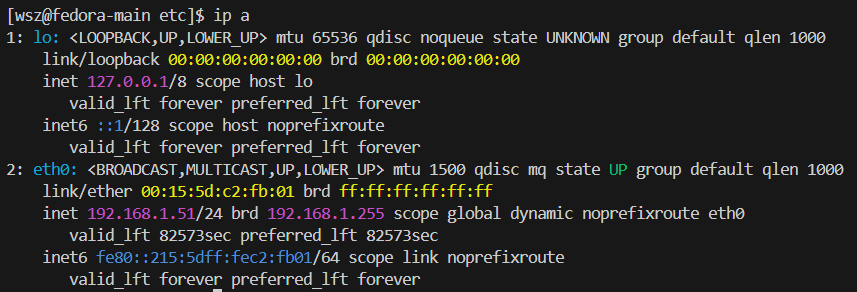 [wsz@fedora-main etc]$ ip a
1: lo: <LOOPBACK,UP,LOWER_UP> mtu 65536 qdisc noqueue state UNKNOWN group default qlen 1000
    link/loopback 00:00:00:00:00:00 brd 00:00:00:00:00:00
    inet 127.0.0.1/8 scope host lo
       valid_lft forever preferred_lft forever
    inet6 ::1/128 scope host noprefixroute
       valid_lft forever preferred_lft forever
2: eth0: <BROADCAST,MULTICAST,UP,LOWER_UP> mtu 1500 qdisc mq state UP group default qlen 1000
    link/ether 00:15:5d:c2:fb:01 brd ff:ff:ff:ff:ff:ff
    inet 192.168.1.51/24 brd 192.168.1.255 scope global dynamic noprefixroute eth0
       valid_lft 82573sec preferred_lft 82573sec
    inet6 fe80::215:5dff:fec2:fb01/64 scope link noprefixroute
       valid_lft forever preferred_lft forever